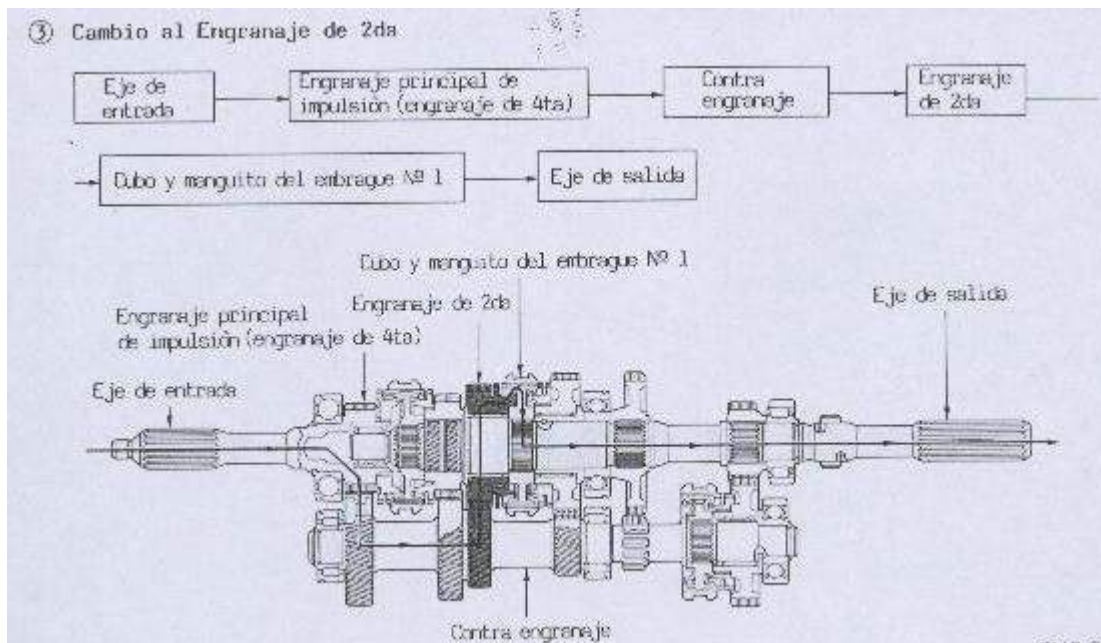 ③ Cambio al Engranaje de 2da
Eje de
entrada
Engranaje principal de
impulsión (engranaje de 4ta)
Contra
engranaje
Engranaje
de 2da
Cubo y manguito del embrague Nº 1
Eje de salida
Cubo y manguito del embrague Nº 1
Engranaje de 2da
Eje de salida
Engranaje principal
de impulsión (engranaje de 4ta)
Eje de entrada
Contra engranaje